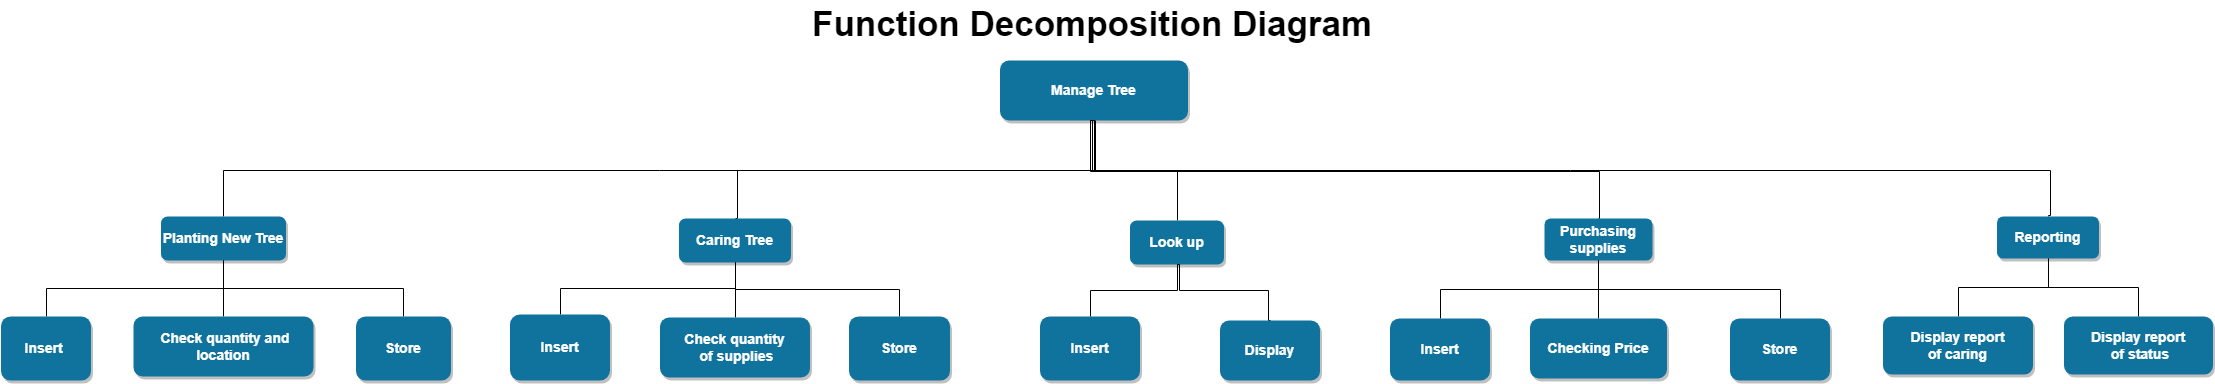 Function Decomposition Diagram
Manage Tree
Planting New Tree
Caring Tree
Look up
Purchasing
supplies
Reporting
Insert
Check quantity and
location
Store
Insert
Check quantity
of supplies
Store
Insert
Display
Insert
Checking Price
Store
Display report
of caring
Display report
of status